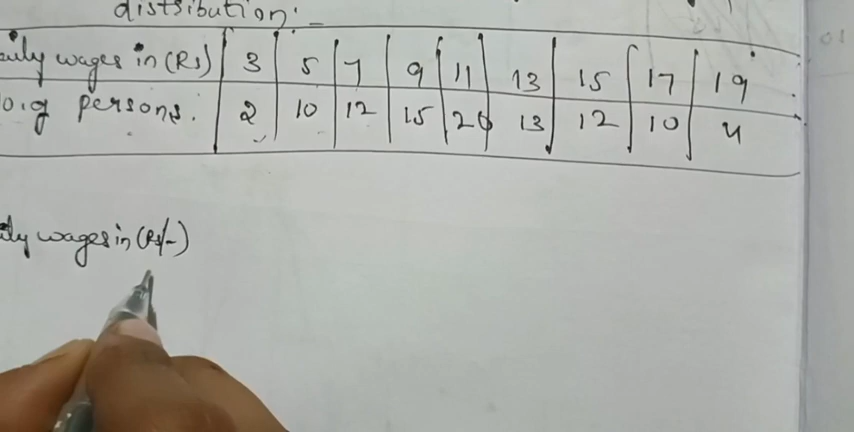 distribution:-
aily wages in (Rs) 3 5 7 9 11 13 15 17 19
o.of persons. 2 10 12 15 20 13 12 10 4
ily wages in (Rs/-)